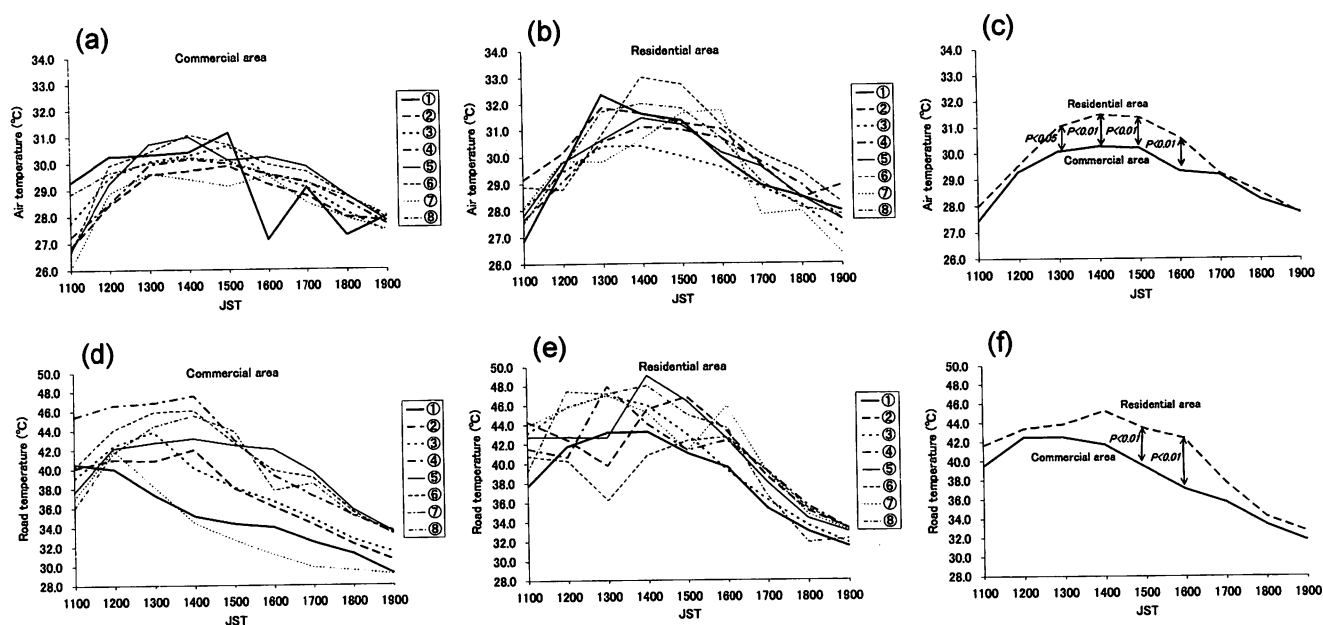 (a)
Commercial area
34.0
33.0
32.0
31.0
30.0
29.0
28.0
27.0
26.0
Air temperature (°C)
1100 1200 1300 1400 1500 1600 1700 1800 1900
JST
①
②
③
④
⑤
⑥
⑦
⑧
(b)
Residential area
34.0
33.0
32.0
31.0
30.0
29.0
28.0
27.0
26.0
Air temperature (°C)
1100 1200 1300 1400 1500 1600 1700 1800 1900
JST
①
②
③
④
⑤
⑥
⑦
⑧
(c)
34.0
33.0
32.0
31.0
30.0
29.0
28.0
27.0
26.0
Air temperature (°C)
Residential area
P<0.05 P<0.01 P<0.01
P<0.01
Commercial area
1100 1200 1300 1400 1500 1600 1700 1800 1900
JST
(d)
Commercial area
50.0
48.0
46.0
44.0
42.0
40.0
38.0
36.0
34.0
32.0
30.0
28.0
Road temperature (°C)
1100 1200 1300 1400 1500 1600 1700 1800 1900
JST
①
②
③
④
⑤
⑥
⑦
⑧
(e)
Residential area
50.0
48.0
46.0
44.0
42.0
40.0
38.0
36.0
34.0
32.0
30.0
28.0
Road temperature (°C)
1100 1200 1300 1400 1500 1600 1700 1800 1900
JST
①
②
③
④
⑤
⑥
⑦
⑧
(f)
50.0
48.0
46.0
44.0
42.0
40.0
38.0
36.0
34.0
32.0
30.0
28.0
Road temperature (°C)
Residential area
P<0.01
Commercial area
P<0.01
1100 1200 1300 1400 1500 1600 1700 1800 1900
JST